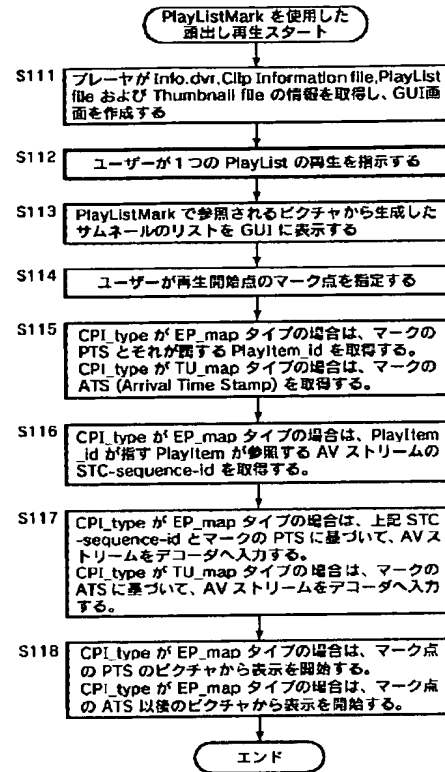 PlayListMark を使用した
頭出し再生スタート
S111
プレーヤが Info.dvr,Clip Information file,PlayList
file および Thumbnail file の情報を取得し、GUI画
面を作成する
S112
ユーザーが1つの PlayList の再生を指示する
S113
PlayListMark で参照されるピクチャから生成した
サムネールのリストを GUI に表示する
S114
ユーザーが再生開始点のマーク点を指定する
S115
CPI_type が EP_map タイプの場合は、マークの
PTS とそれが属する PlayItem_id を取得する。
CPI_type が TU_map タイプの場合は、マークの
ATS (Arrival Time Stamp) を取得する。
S116
CPI_type が EP_map タイプの場合は、PlayItem
_id が指す PlayItem が参照する AV ストリームの
STC-sequence-id を取得する。
S117
CPI_type が EP_map タイプの場合は、上記 STC
-sequence-id とマークの PTS に基づいて、AV ス
トリームをデコーダへ入力する。
CPI_type が TU_map タイプの場合は、マークの
ATS に基づいて、AV ストリームをデコーダへ入力
する。
S118
CPI_type が EP_map タイプの場合は、マーク点
の PTS のピクチャから表示を開始する。
CPI_type が EP_map タイプの場合は、マーク点
の ATS 以後のピクチャから表示を開始する。
エンド